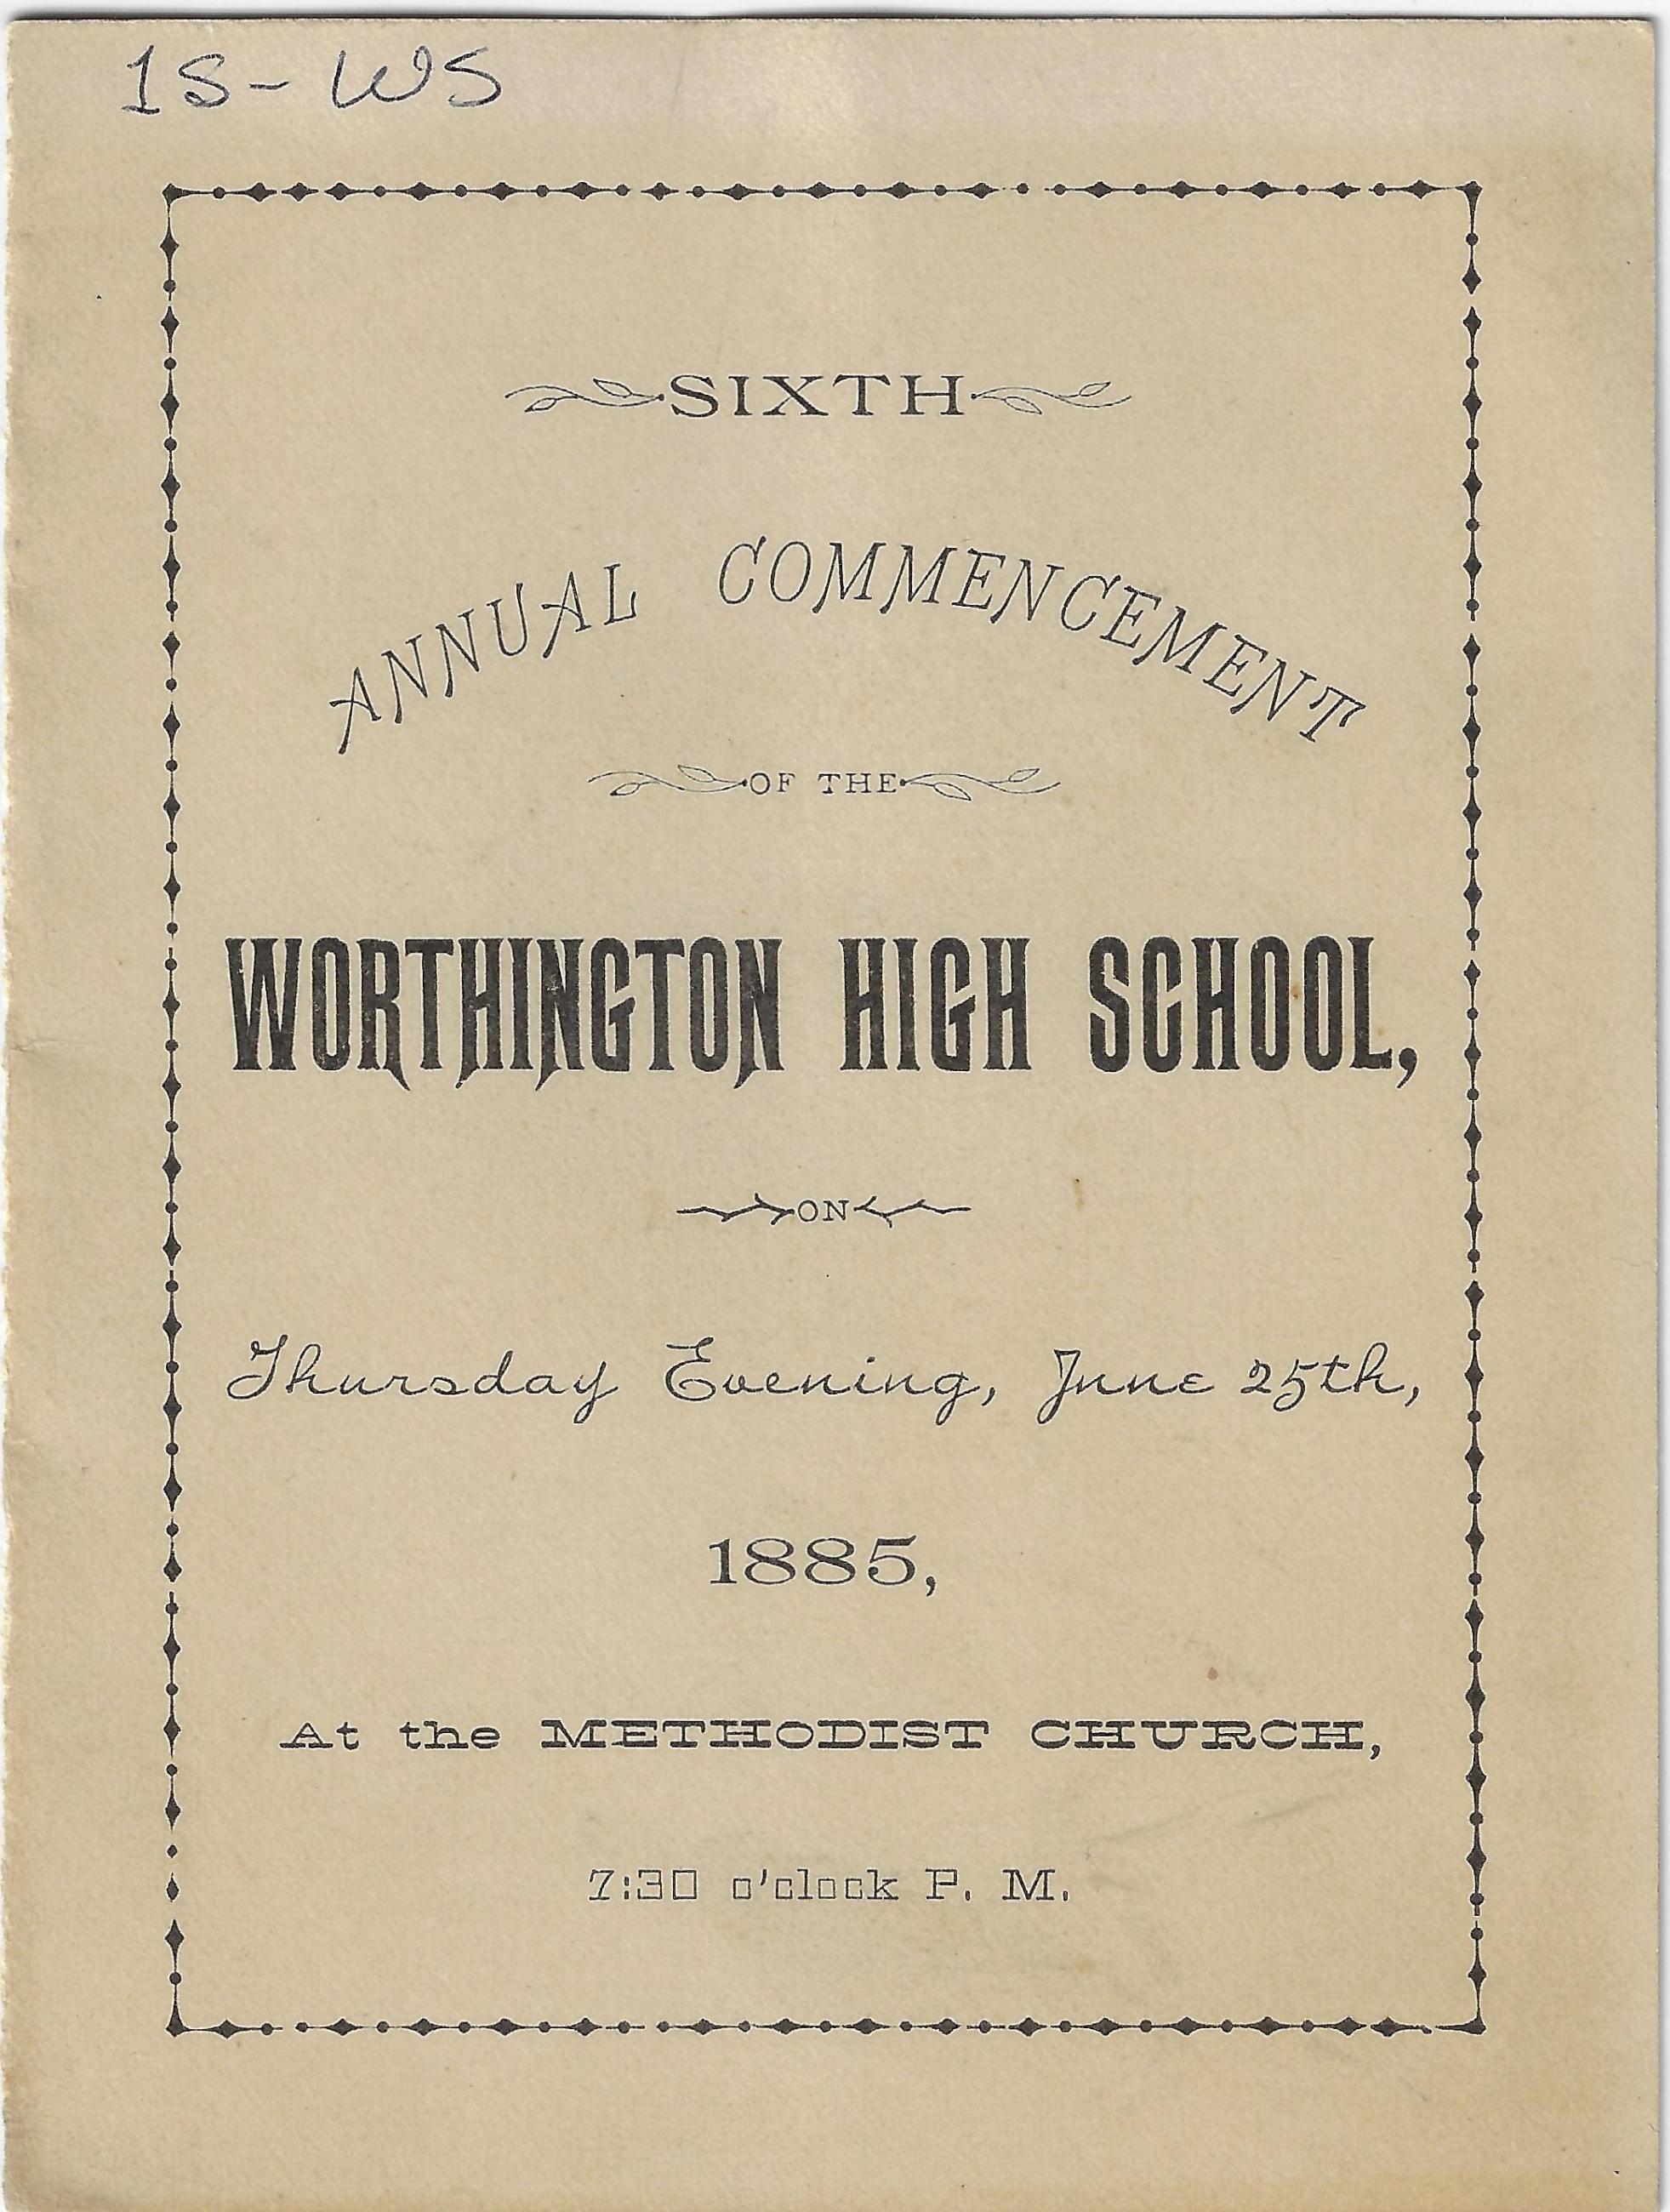 1S-WS
SIXTH
ANNUAL COMMENCEMENT
OF THE
WORTHINGTON HIGH SCHOOL,
ON
Thursday Evening, June 25th,
1885,
At the METHODIST CHURCH,
7:30 o'clock P. M.